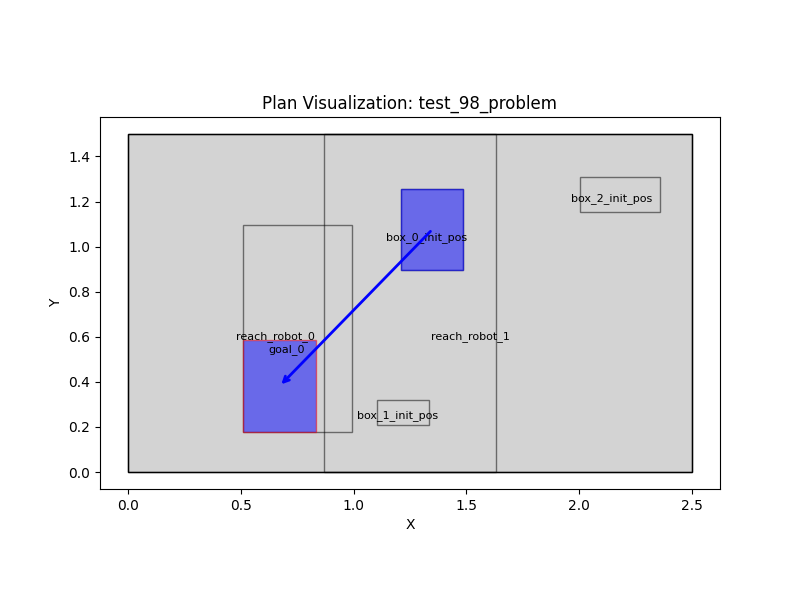 Plan Visualization: test_98_problem
1.4
1.2
1.0
0.8
0.6
0.4
0.2
0.0
Y
box_2_init_pos
box_0_init_pos
reach_robot_0
reach_robot_1
goal_0
box_1_init_pos
0.0 0.5 1.0 1.5 2.0 2.5
X